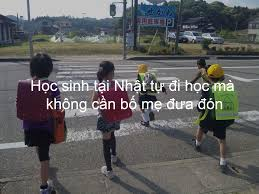 Học sinh tại Nhật tự đi học mà
không cần bố mẹ đưa đón